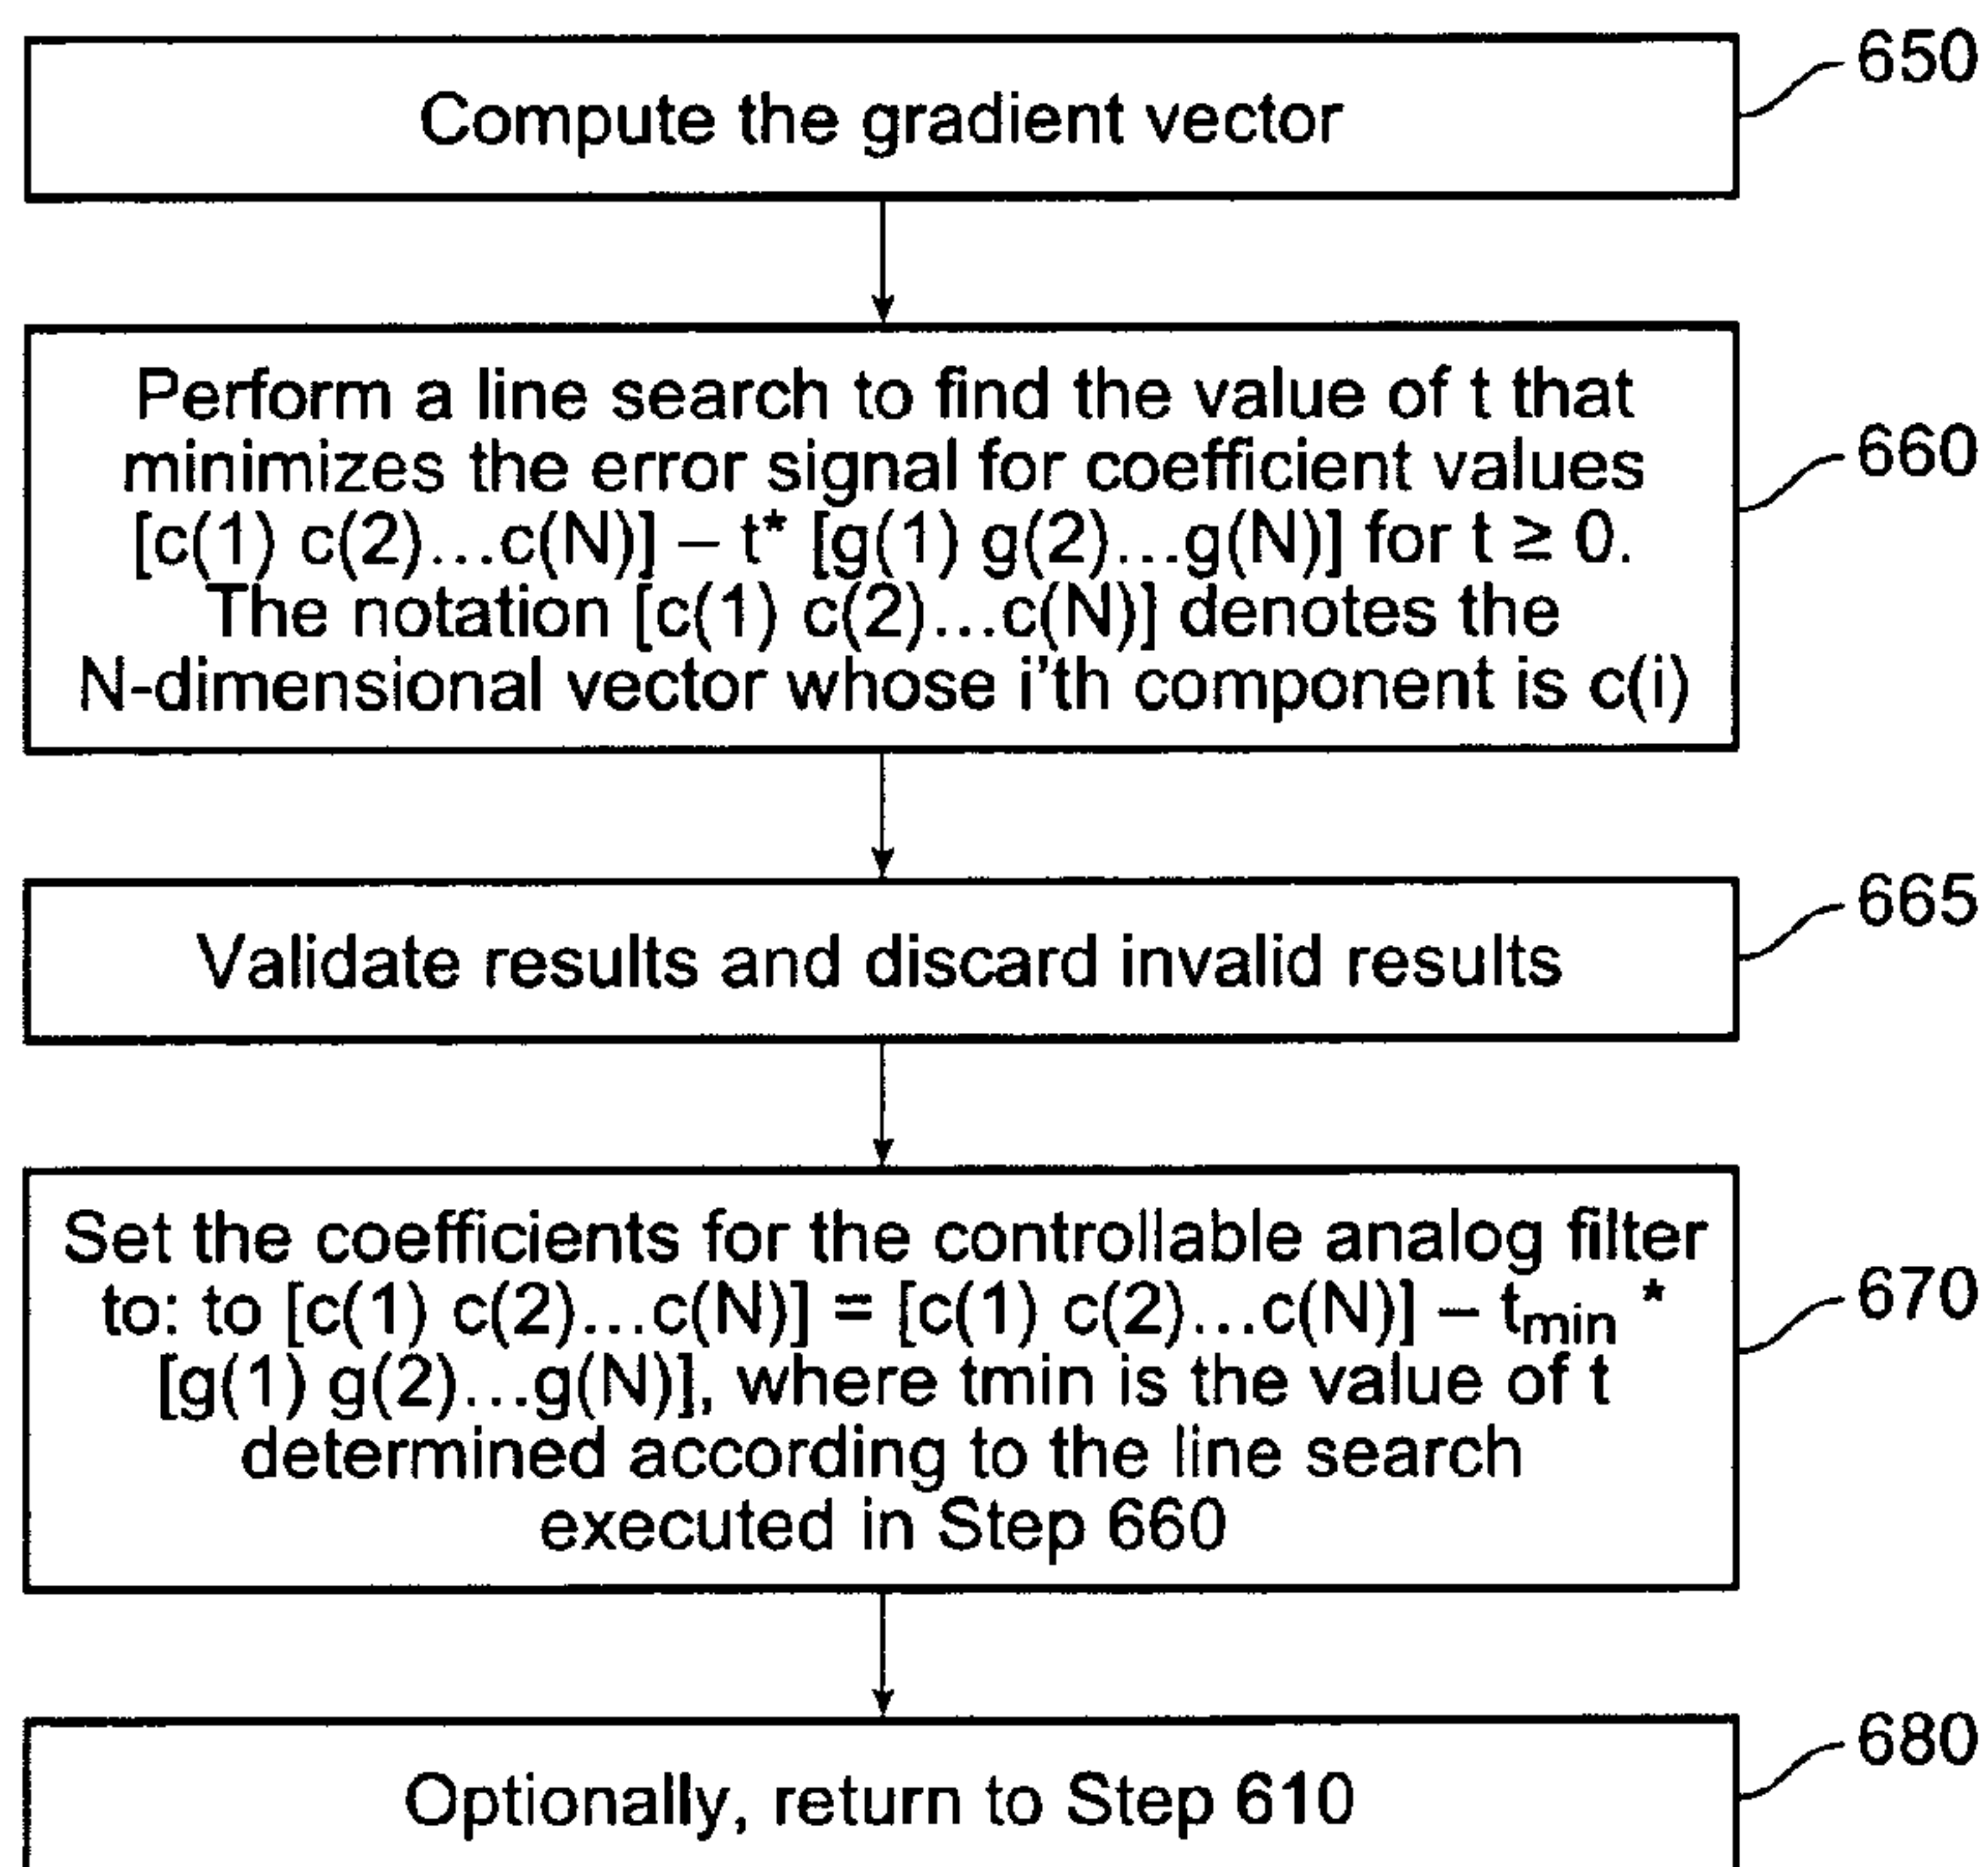 650
Compute the gradient vector
Perform a line search to find the value of t that
minimizes the error signal for coefficient values
660
[c(1) c(2)...c(N)] – t* [g(1) g(2)...g(N)] for t ≥ 0.
The notation [c(1) c(2)...c(N)] denotes the
N-dimensional vector whose i'th component is c(i)
665
Validate results and discard invalid results
Set the coefficients for the controllable analog filter
to: to [c(1) c(2)...c(N)] = [c(1) c(2)...c(N)] – tmin *
670
[g(1) g(2)...g(N)], where tmin is the value of t
determined according to the line search
executed in Step 660
680
Optionally, return to Step 610